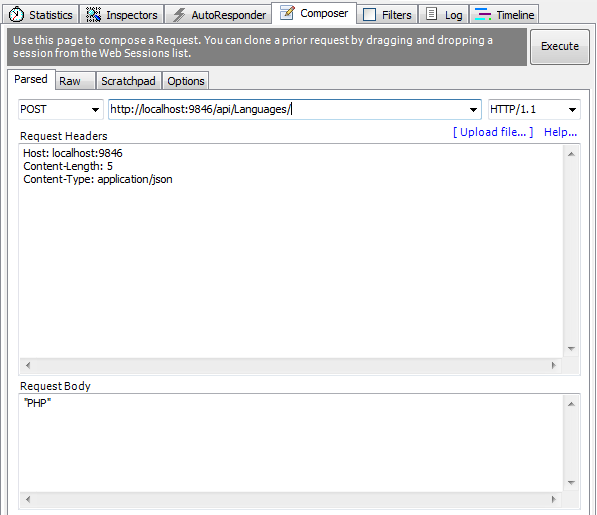 Statistics Inspectors AutoResponder Composer Filters Log Timeline
Use this page to compose a Request. You can clone a prior request by dragging and dropping a
session from the Web Sessions list.
Execute
Parsed Raw Scratchpad Options
POST http://localhost:9846/api/Languages/ HTTP/1.1
Request Headers [ Upload file... ] Help...
Host: localhost:9846
Content-Length: 5
Content-Type: application/json
Request Body
"PHP"